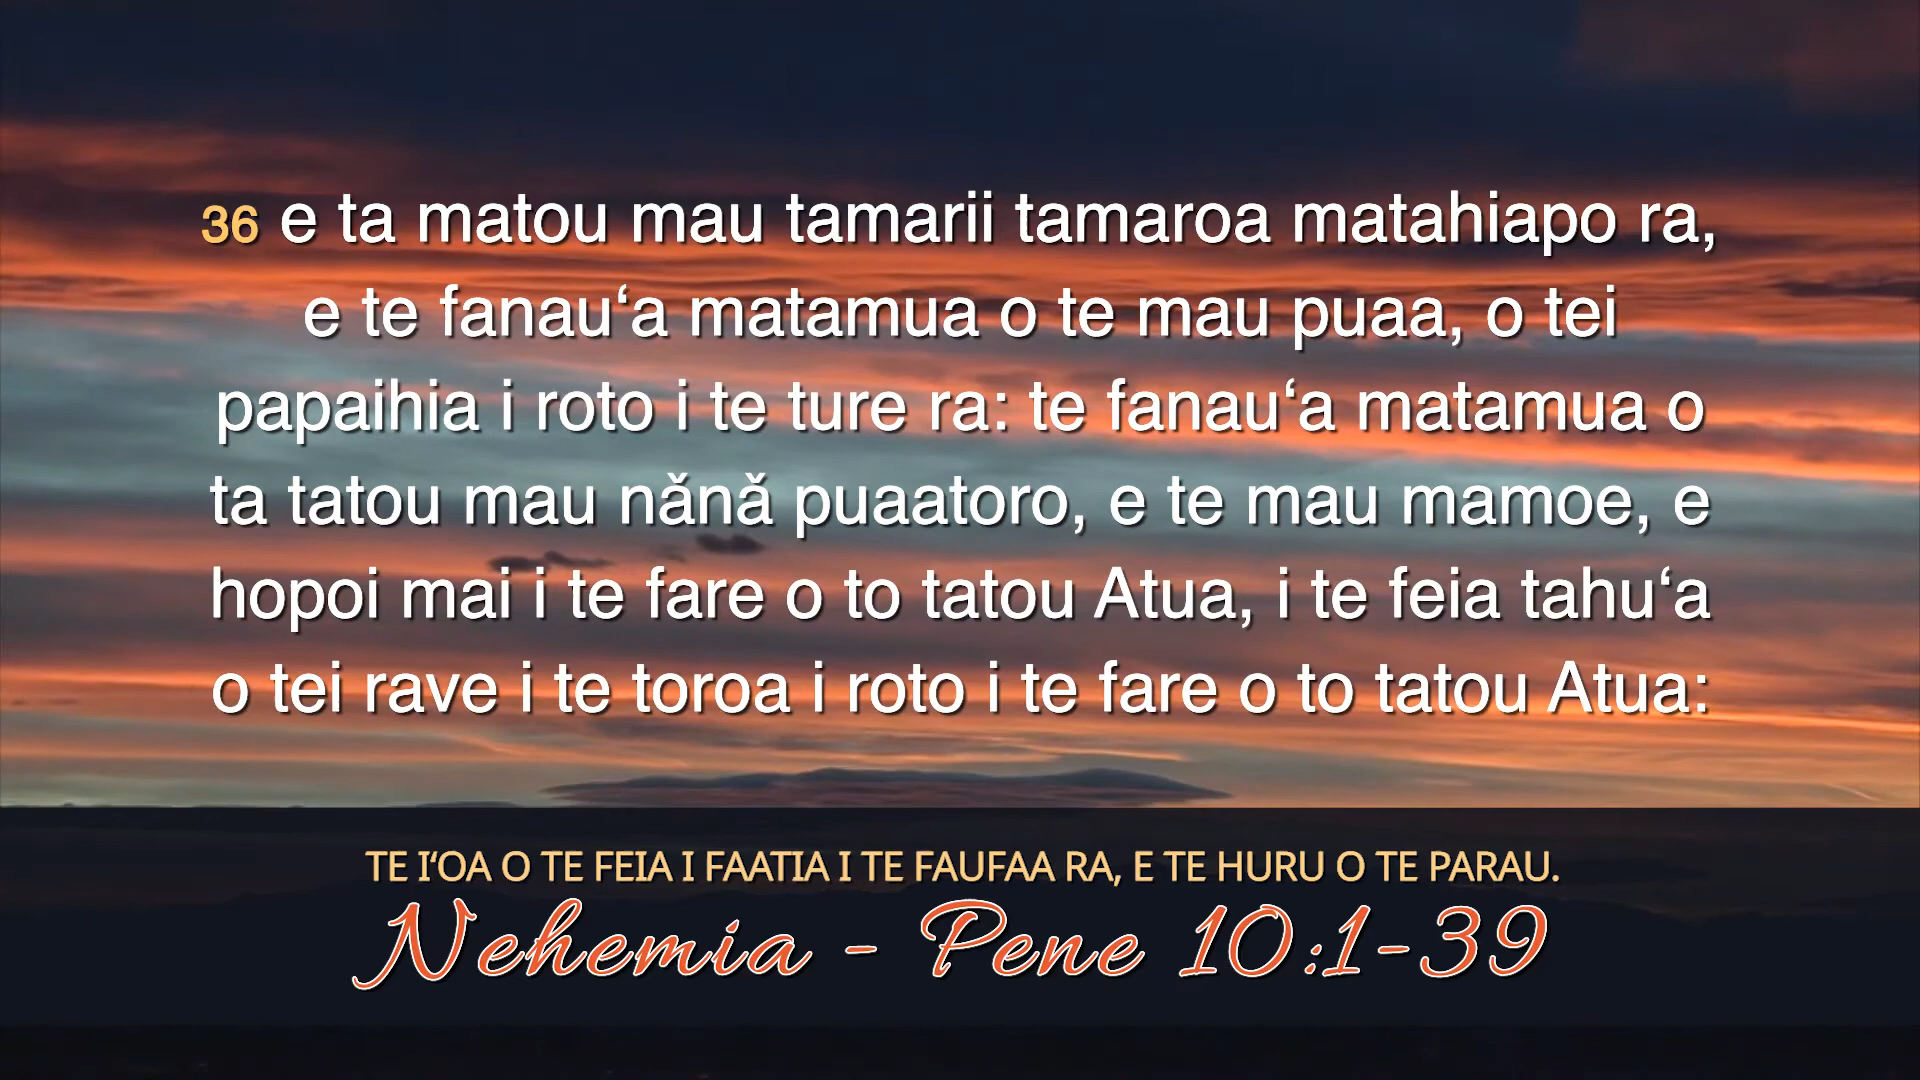 36 e ta matou mau tamarii tamaroa matahiapo ra,
e te fanau‘a matamua o te mau puaa, o tei
papaihia i roto i te ture ra: te fanau‘a matamua o
ta tatou mau nǎnǎ puaatoro, e te mau mamoe, e
hopoi mai i te fare o to tatou Atua, i te feia tahu‘a
o tei rave i te toroa i roto i te fare o to tatou Atua:
TE I‘OA O TE FEIA I FAATIA I TE FAUFAA RA, E TE HURU O TE PARAU.
Nehemia - Pene 10:1-39